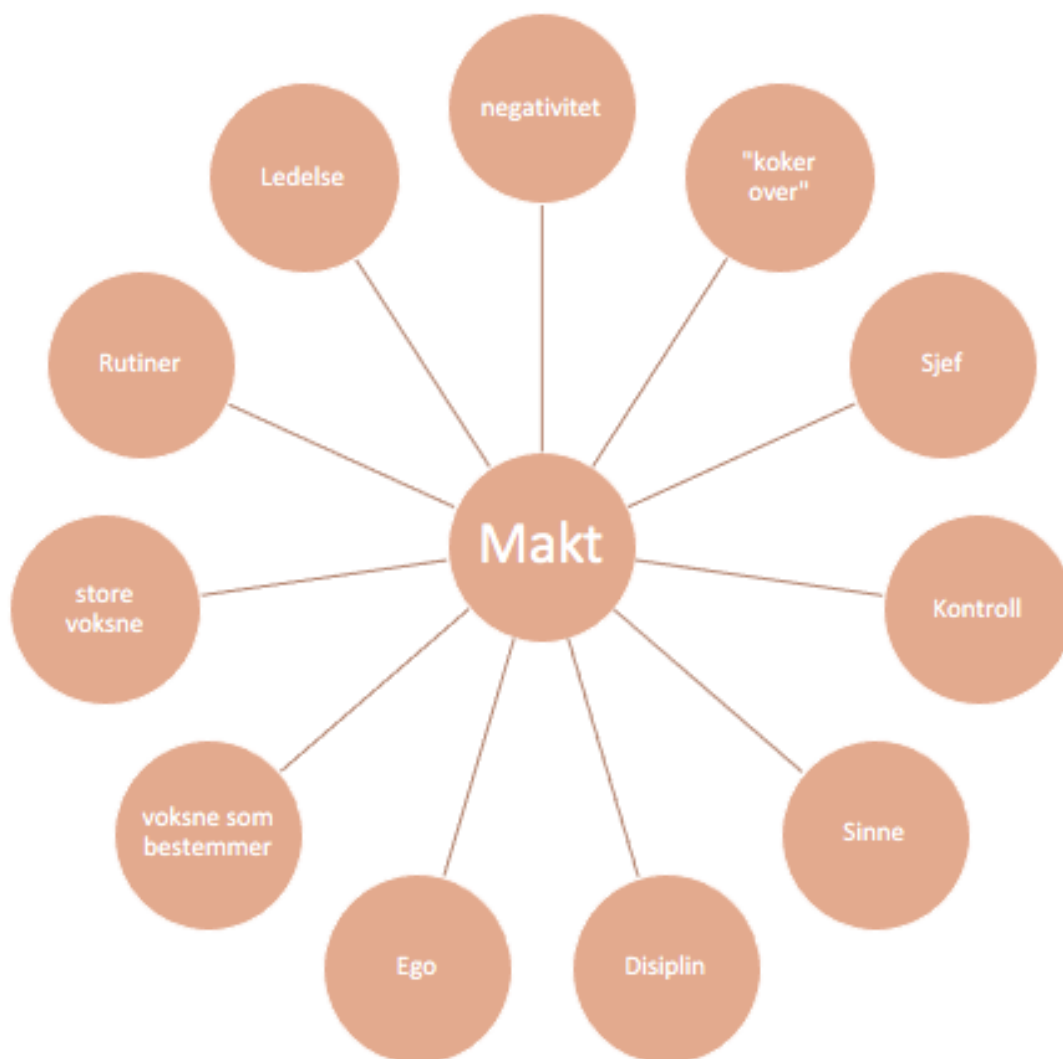 negativitet
"koker
over"
Sjef
Kontroll
Sinne
Disiplin
Ego
voksne som
bestemmer
store
voksne
Rutiner
Ledelse
Makt